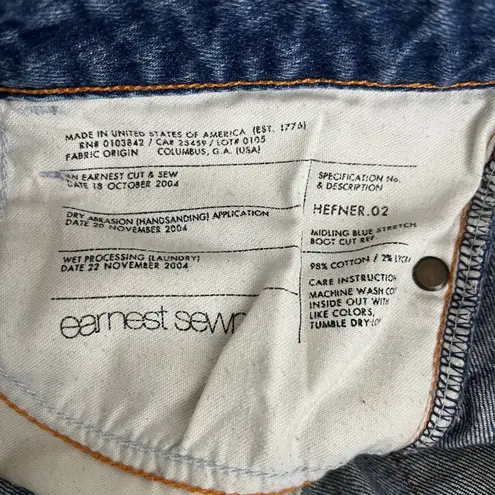 MADE IN UNITED STATES OF AMERICA (EST. 1776)
RN# 0103842 / CA# 25459 / LOT# 0105
FABRIC ORIGIN COLUMBUS, G.A. (USA)
AN EARNEST CUT & SEW
DATE 18 OCTOBER 2004
DRY ABRASION (HANDSANDING) APPLICATION
DATE 20 NOVEMBER 2004
WET PROCESSING (LAUNDRY)
DATE 22 NOVEMBER 2004
earnest sewn
SPECIFICATION No.
& DESCRIPTION
HEFNER.02
MIDLING BLUE STRETCH
BOOT CUT REF
98% COTTON / 2% LYCRA
CARE INSTRUCTION
MACHINE WASH CO
INSIDE OUT WITH
LIKE COLORS,
TUMBLE DRY-LO